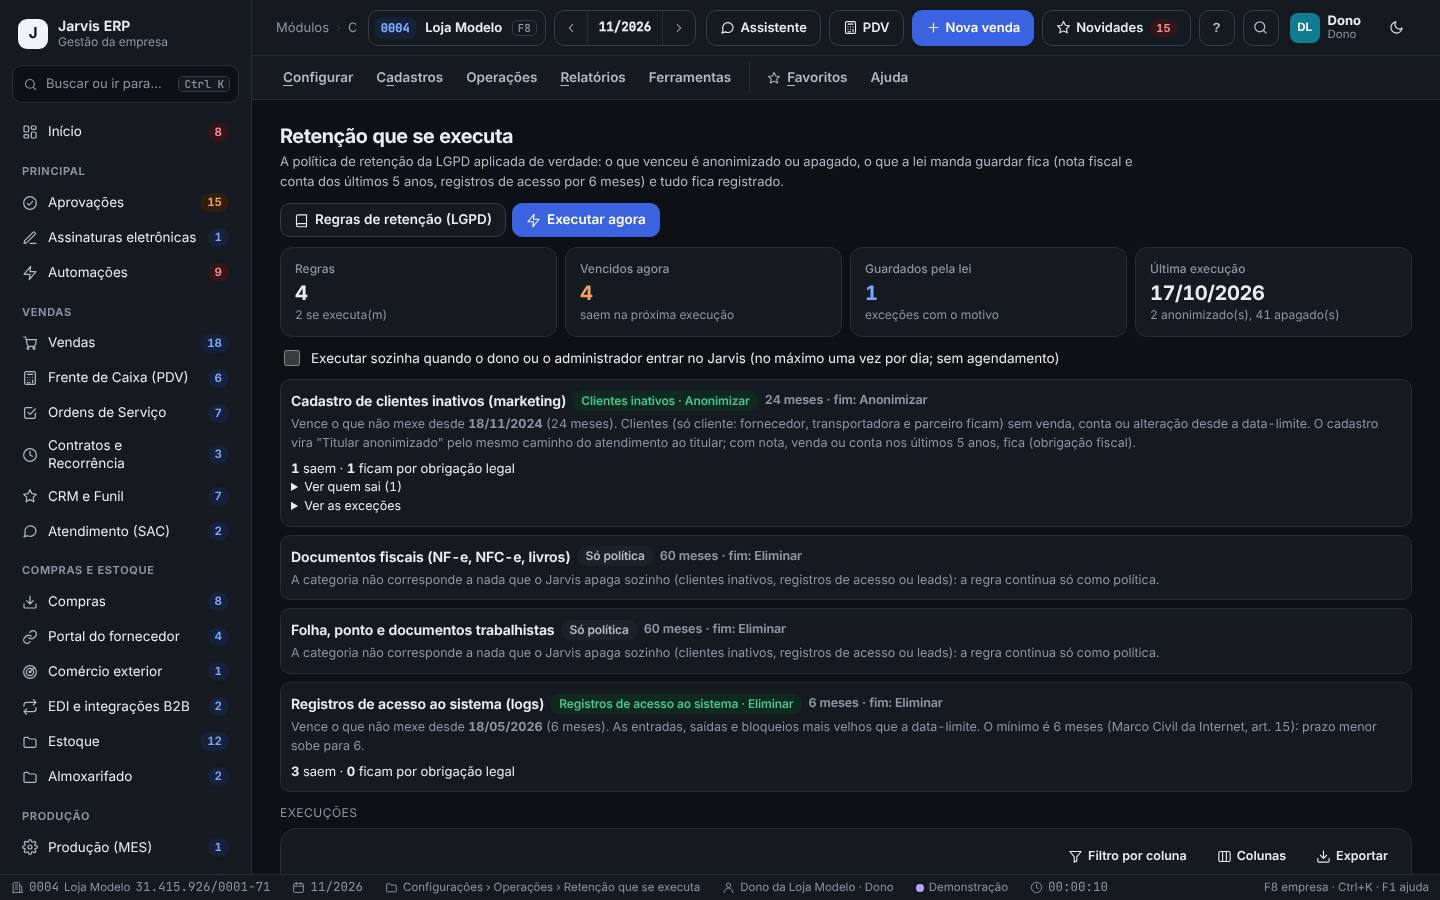 J
Jarvis ERP
Gestão da empresa
Buscar ou ir para... Ctrl K
Início 8
PRINCIPAL
Aprovações 15
Assinaturas eletrônicas 1
Automações 9
VENDAS
Vendas 18
Frente de Caixa (PDV) 6
Ordens de Serviço 7
Contratos e
Recorrência 3
CRM e Funil 7
Atendimento (SAC) 2
COMPRAS E ESTOQUE
Compras 8
Portal do fornecedor 4
Comércio exterior 1
EDI e integrações B2B 2
Estoque 12
Almoxarifado 2
PRODUÇÃO
Produção (MES) 1
Módulos › C 0004 Loja Modelo F8 ‹ 11/2026 › Assistente PDV + Nova venda Novidades 15 ? DL Dono
Dono
Configurar Cadastros Operações Relatórios Ferramentas Favoritos Ajuda
Retenção que se executa
A política de retenção da LGPD aplicada de verdade: o que venceu é anonimizado ou apagado, o que a lei manda guardar fica (nota fiscal e
conta dos últimos 5 anos, registros de acesso por 6 meses) e tudo fica registrado.
Regras de retenção (LGPD) Executar agora
Regras
4
2 se executa(m)
Vencidos agora
4
saem na próxima execução
Guardados pela lei
1
exceções com o motivo
Última execução
17/10/2026
2 anonimizado(s), 41 apagado(s)
Executar sozinha quando o dono ou o administrador entrar no Jarvis (no máximo uma vez por dia; sem agendamento)
Cadastro de clientes inativos (marketing) Clientes inativos · Anonimizar 24 meses · fim: Anonimizar
Vence o que não mexe desde 18/11/2024 (24 meses). Clientes (só cliente: fornecedor, transportadora e parceiro ficam) sem venda, conta ou alteração desde a data-limite. O cadastro
vira "Titular anonimizado" pelo mesmo caminho do atendimento ao titular; com nota, venda ou conta nos últimos 5 anos, fica (obrigação fiscal).
1 saem · 1 ficam por obrigação legal
Ver quem sai (1)
Ver as exceções
Documentos fiscais (NF-e, NFC-e, livros) Só política 60 meses · fim: Eliminar
A categoria não corresponde a nada que o Jarvis apaga sozinho (clientes inativos, registros de acesso ou leads): a regra continua só como política.
Folha, ponto e documentos trabalhistas Só política 60 meses · fim: Eliminar
A categoria não corresponde a nada que o Jarvis apaga sozinho (clientes inativos, registros de acesso ou leads): a regra continua só como política.
Registros de acesso ao sistema (logs) Registros de acesso ao sistema · Eliminar 6 meses · fim: Eliminar
Vence o que não mexe desde 18/05/2026 (6 meses). As entradas, saídas e bloqueios mais velhos que a data-limite. O mínimo é 6 meses (Marco Civil da Internet, art. 15): prazo menor
sobe para 6.
3 saem · 0 ficam por obrigação legal
EXECUÇÕES
Filtro por coluna Colunas Exportar
0004 Loja Modelo 31.415.926/0001-71 11/2026 Configurações › Operações › Retenção que se executa Dono da Loja Modelo · Dono Demonstração 00:00:10 F8 empresa · Ctrl+K · F1 ajuda